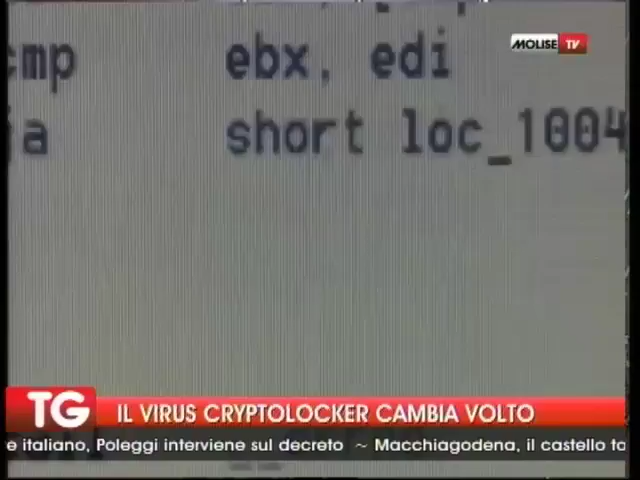 cmp ebx, edi
MOLISE TV
ja short loc_1004
TG
IL VIRUS CRYPTOLOCKER CAMBIA VOLTO
e italiano, Poleggi interviene sul decreto ~ Macchiagodena, il castello to